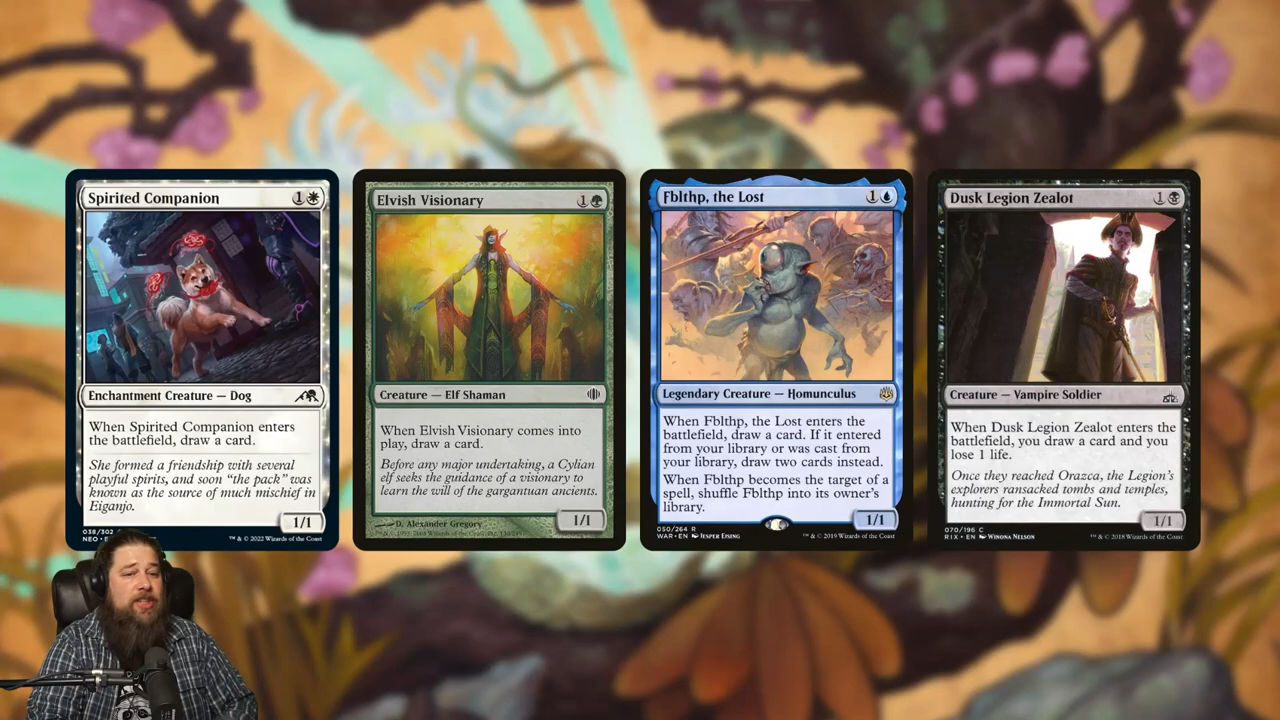 Spirited Companion 1
Enchantment Creature — Dog
When Spirited Companion enters
the battlefield, draw a card.
She formed a friendship with several
playful spirits, and soon "the pack" was
known as the source of much mischief in
Eiganjo.
1/1
038/302
NEO
™ & © 2022 Wizards of the Coast
Elvish Visionary 1
Creature — Elf Shaman
When Elvish Visionary comes into
play, draw a card.
Before any major undertaking, a Cylian
elf seeks the guidance of a visionary to
learn the will of the gargantuan ancients.
D. Alexander Gregory
1/1
Fblthp, the Lost 1
Legendary Creature — Homunculus
When Fblthp, the Lost enters the
battlefield, draw a card. If it entered
from your library or was cast from
your library, draw two cards instead.
When Fblthp becomes the target of a
spell, shuffle Fblthp into its owner's
library.
1/1
050/264 R
WAR • EN Jesper Ejsing ™ & © 2019 Wizards of the Coast
Dusk Legion Zealot 1
Creature — Vampire Soldier
When Dusk Legion Zealot enters the
battlefield, you draw a card and you
lose 1 life.
Once they reached Orazca, the Legion's
explorers ransacked tombs and temples,
hunting for the Immortal Sun.
1/1
070/196 C
RIX • EN Winona Nelson ™ & © 2018 Wizards of the Coast